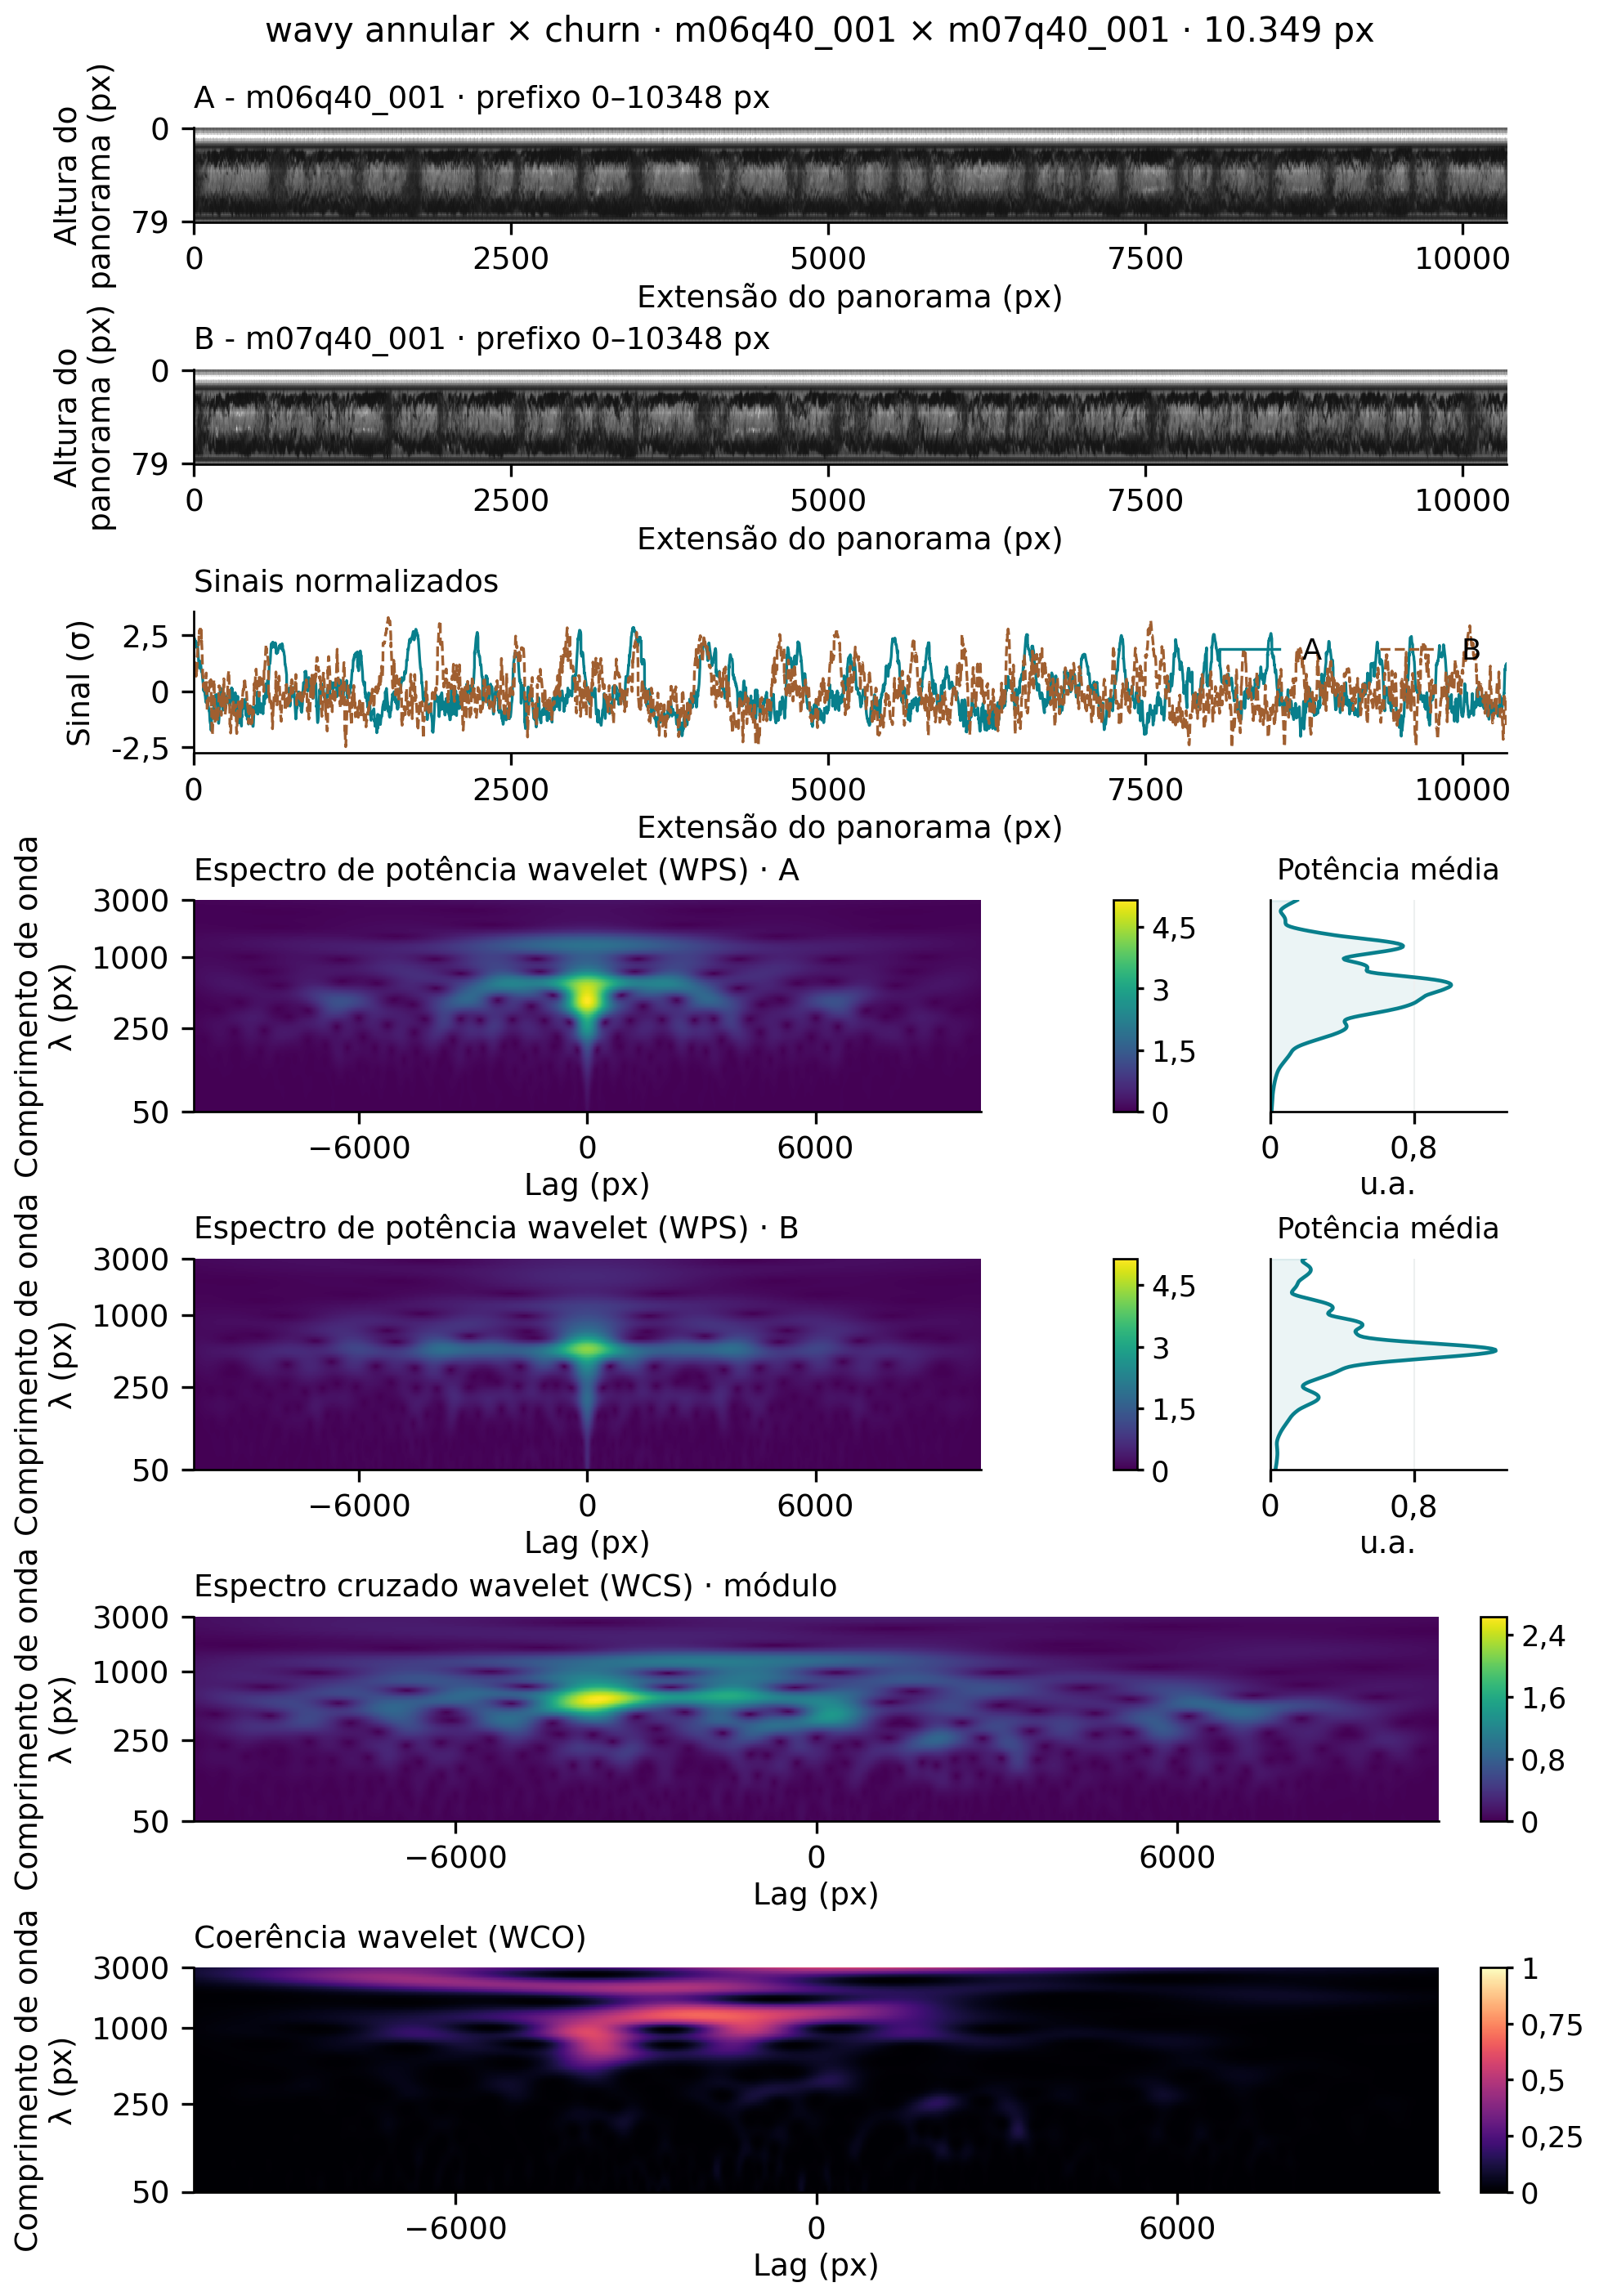 wavy annular × churn · m06q40_001 × m07q40_001 · 10.349 px
A - m06q40_001 · prefixo 0–10348 px
Altura do
panorama (px)
0
79
0
2500
5000
7500
10000
Extensão do panorama (px)
B - m07q40_001 · prefixo 0–10348 px
Altura do
panorama (px)
0
79
0
2500
5000
7500
10000
Extensão do panorama (px)
Sinais normalizados
Sinal (σ)
2,5
0
-2,5
A
B
0
2500
5000
7500
10000
Extensão do panorama (px)
Espectro de potência wavelet (WPS) · A
Comprimento de onda
λ (px)
3000
1000
250
50
−6000
0
6000
Lag (px)
4,5
3
1,5
0
Potência média
0
0,8
u.a.
Espectro de potência wavelet (WPS) · B
Comprimento de onda
λ (px)
3000
1000
250
50
−6000
0
6000
Lag (px)
4,5
3
1,5
0
Potência média
0
0,8
u.a.
Espectro cruzado wavelet (WCS) · módulo
Comprimento de onda
λ (px)
3000
1000
250
50
−6000
0
6000
Lag (px)
2,4
1,6
0,8
0
Coerência wavelet (WCO)
Comprimento de onda
λ (px)
3000
1000
250
50
−6000
0
6000
Lag (px)
1
0,75
0,5
0,25
0